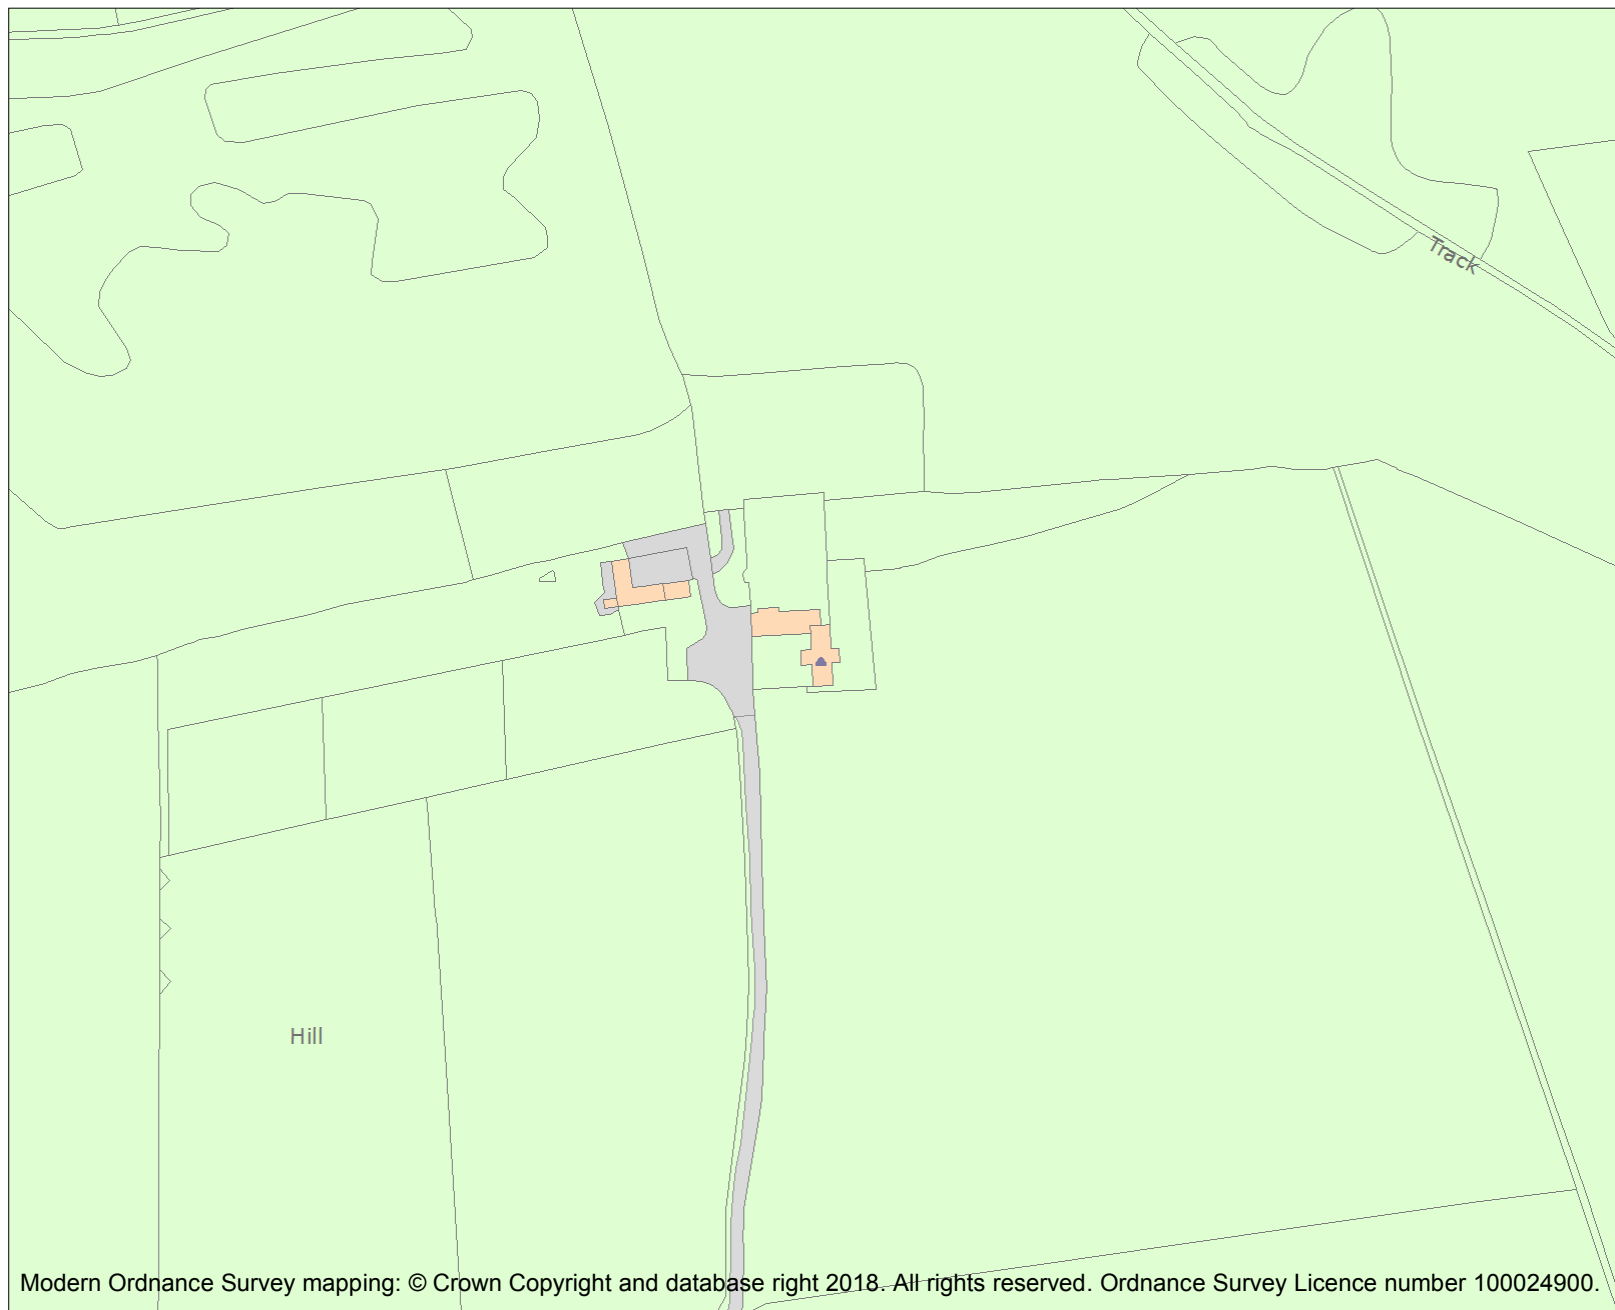 Track
Hill
Modern Ordnance Survey mapping: © Crown Copyright and database right 2018. All rights reserved. Ordnance Survey Licence number 100024900.